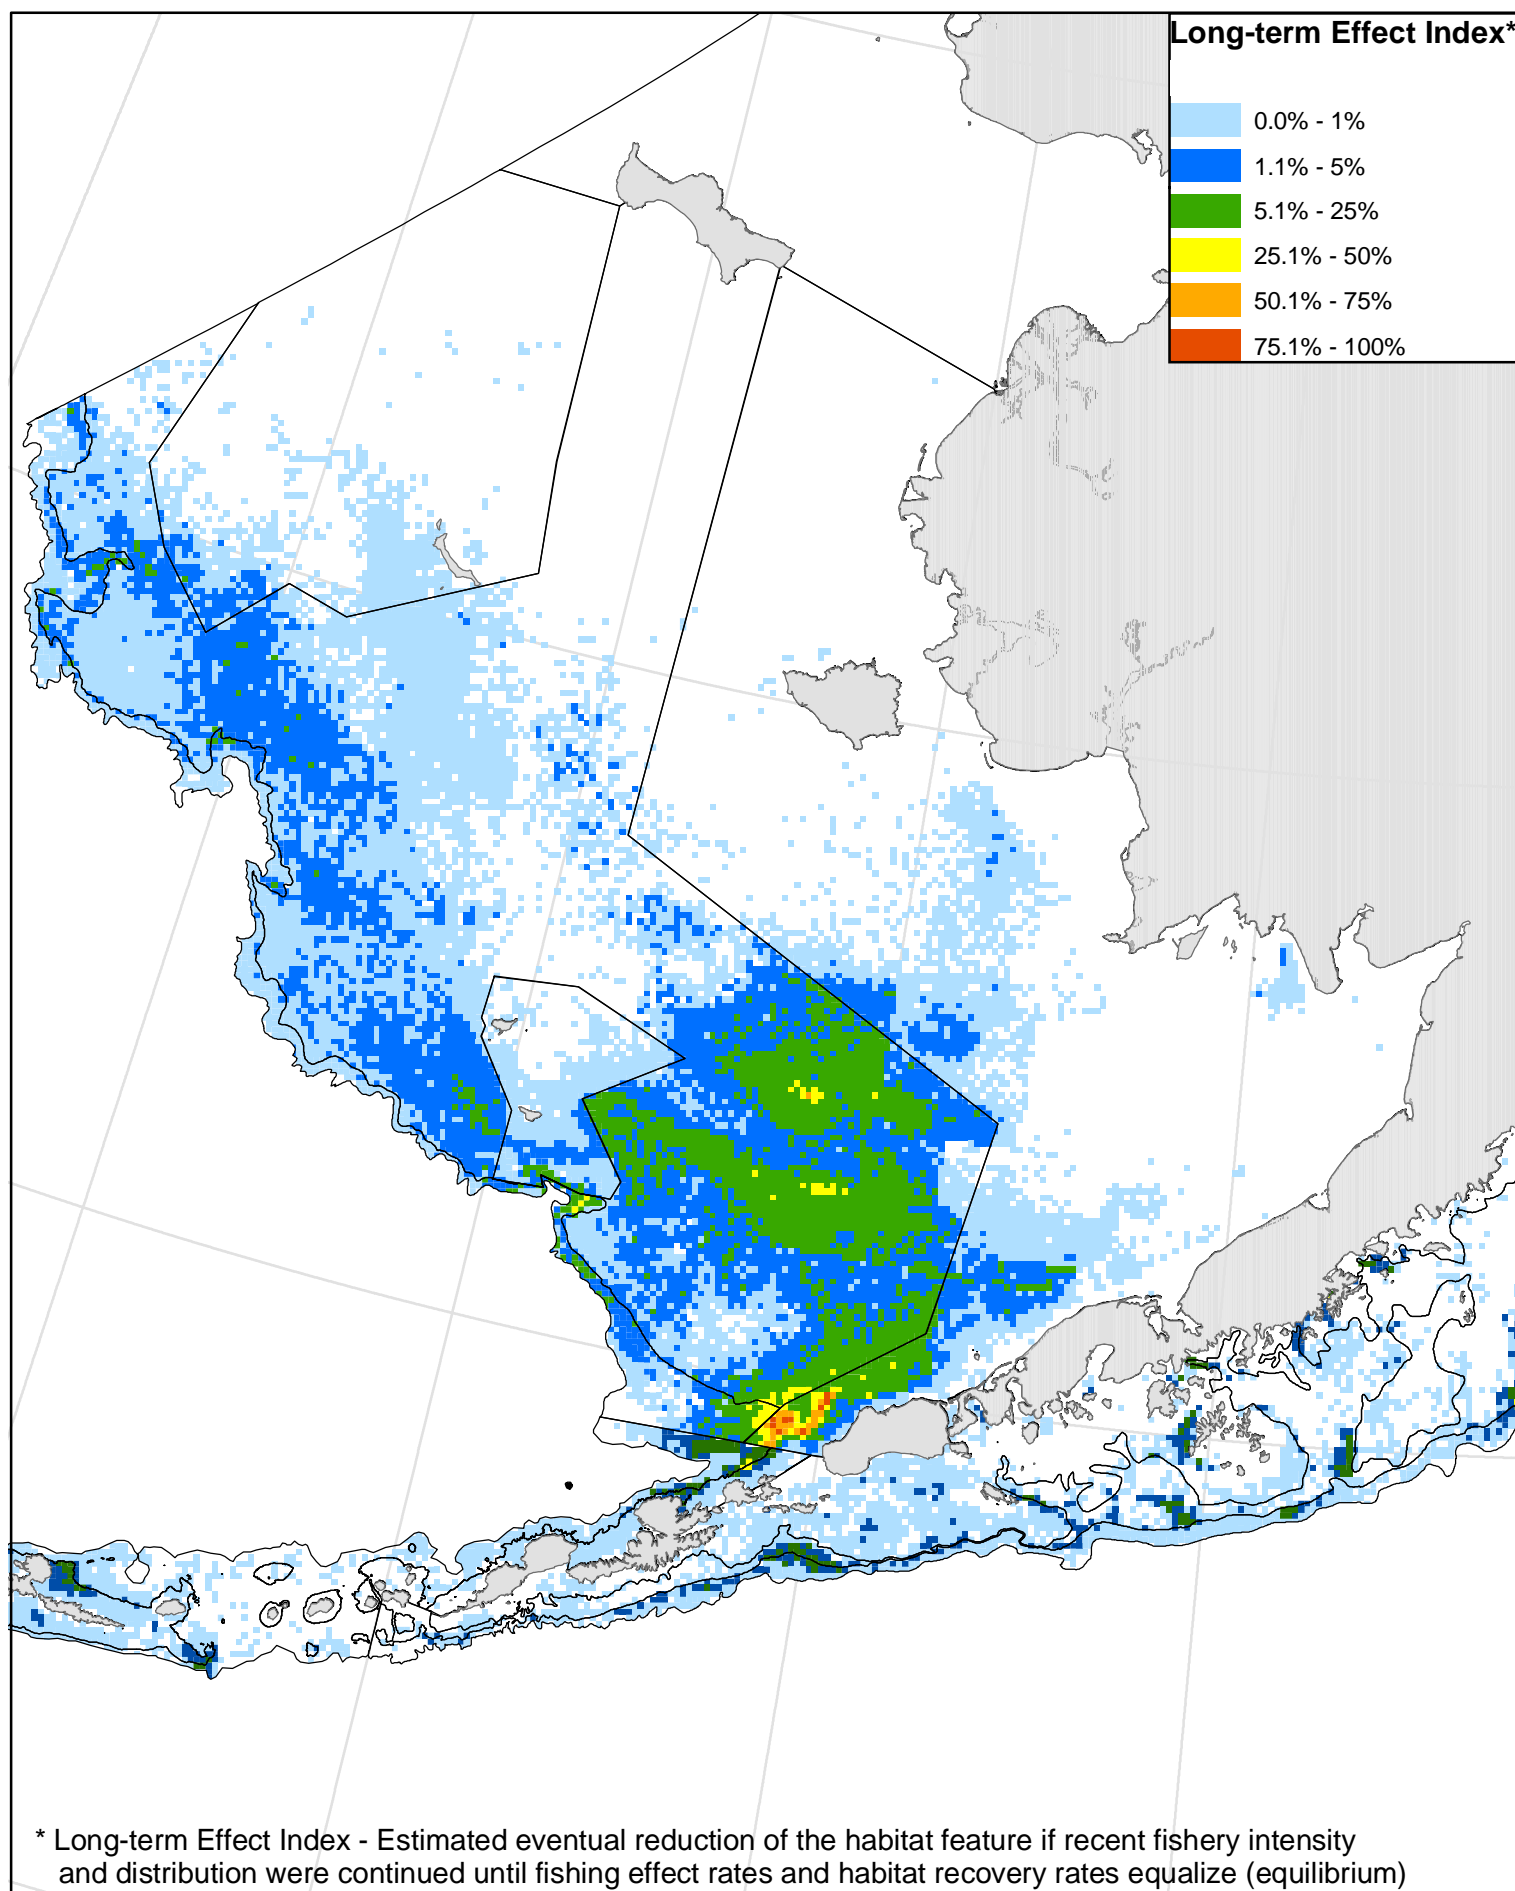 Long-term Effect Index*
0.0% - 1%
1.1% - 5%
5.1% - 25%
25.1% - 50%
50.1% - 75%
75.1% - 100%
* Long-term Effect Index - Estimated eventual reduction of the habitat feature if recent fishery intensity
and distribution were continued until fishing effect rates and habitat recovery rates equalize (equilibrium)